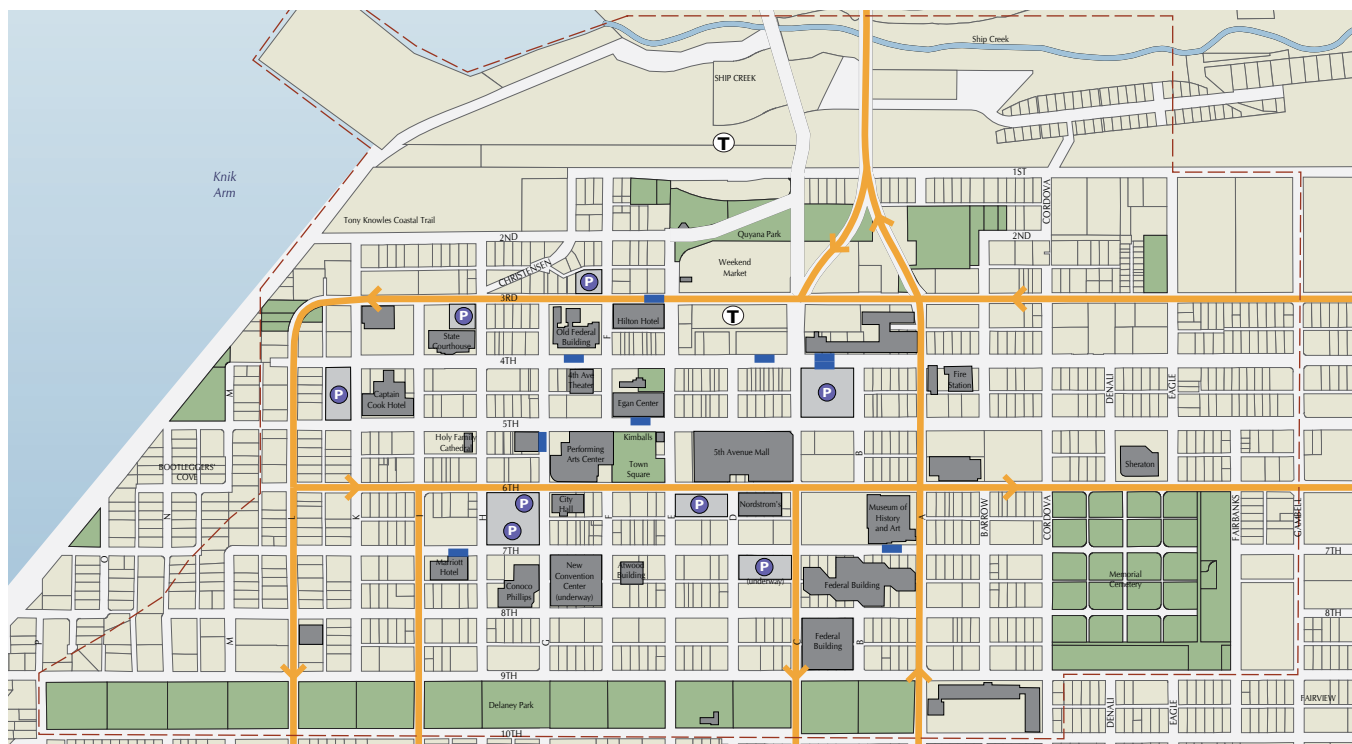 Ship Creek
SHIP CREEK
T
Knik
Arm
1ST
CORDOVA
Tony Knowles Coastal Trail
2ND
Quyana Park
2ND
CHRISTENSEN
Weekend
Market
P
3RD
P
T
Hilton Hotel
State
Courthouse
Old Federal
Building
F
4TH
4th Ave
Theater
Fire
Station
P
P
Captain
Cook Hotel
Egan Center
M
DENALI
EAGLE
5TH
Holy Family
Cathedral
Kimballs
Performing
Arts Center
Town
Square
5th Avenue Mall
B
BOOTLEGGERS'
COVE
Sheraton
6TH
P
P
City
Hall
P
Nordstrom's
Museum of
History
and Art
N
L
K
I
H
F
E
D
A
BARROW
CORDOVA
FAIRBANKS
GAMBELL
P
7TH
7TH
O
Marriott
Hotel
Conoco
Phillips
New
Convention
Center
(underway)
Atwood
Building
P
(underway)
Federal Building
Memorial
Cemetery
8TH
8TH
P
M
G
C
Federal
Building
B
9TH
Delaney Park
DENALI
EAGLE
FAIRVIEW
10TH